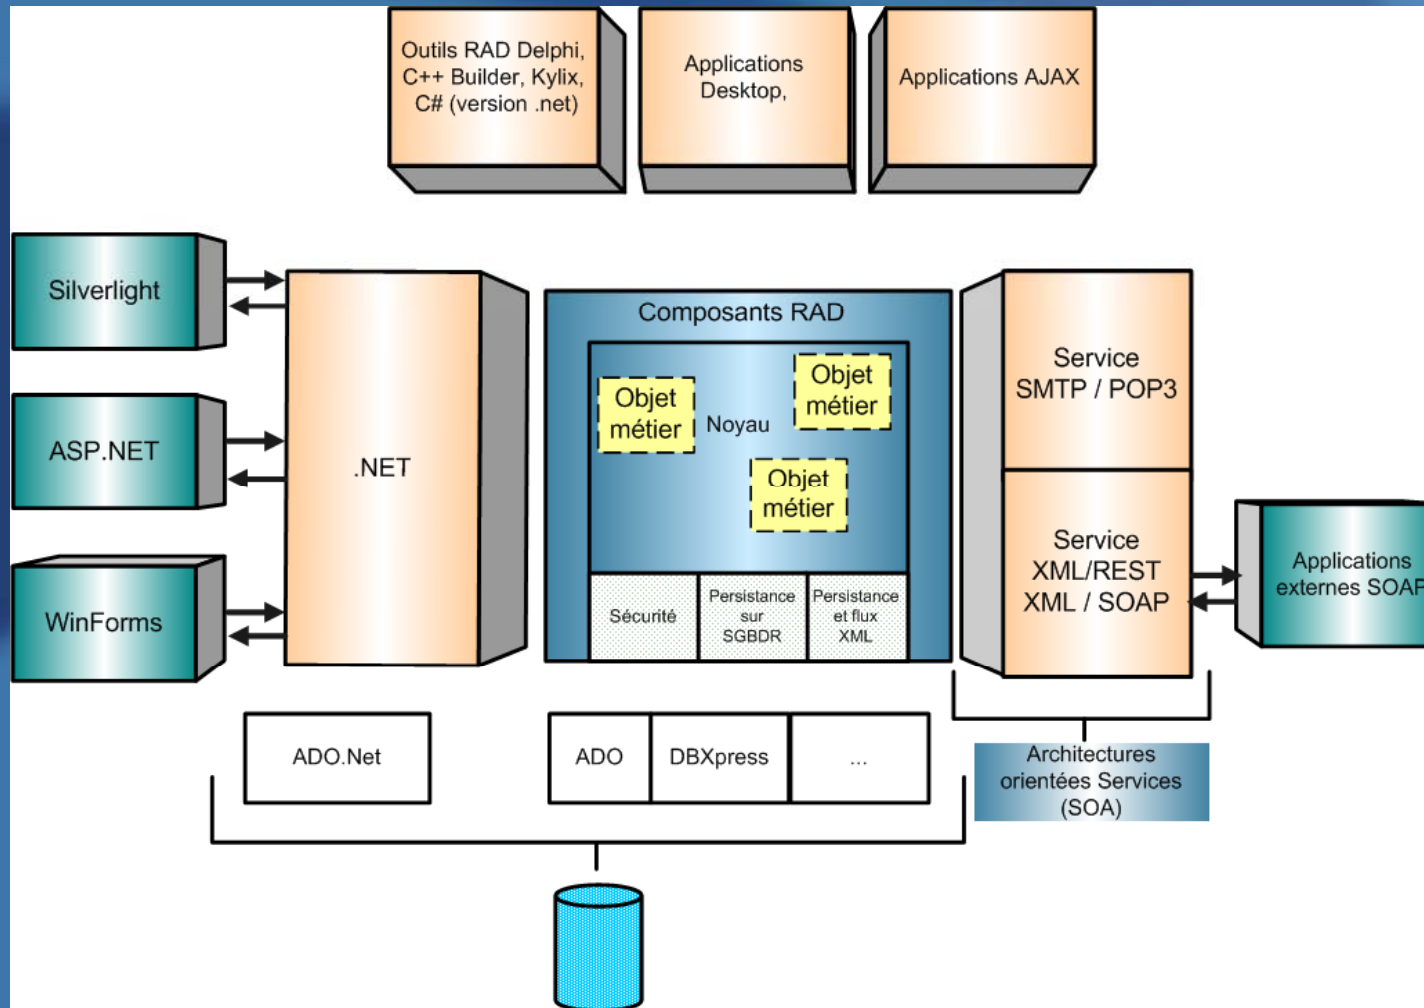 Outils RAD Delphi,
C++ Builder, Kylix,
C# (version .net)
Applications
Desktop,
Applications AJAX
Silverlight
ASP.NET
WinForms
.NET
Composants RAD
Objet
métier
Noyau
Objet
métier
Objet
métier
Sécurité
Persistance
sur
SGBDR
Persistance
et flux
XML
Service
SMTP / POP3
Service
XML/REST
XML / SOAP
Applications
externes SOAP
ADO.Net
ADO
DBXpress
...
Architectures
orientées Services
(SOA)